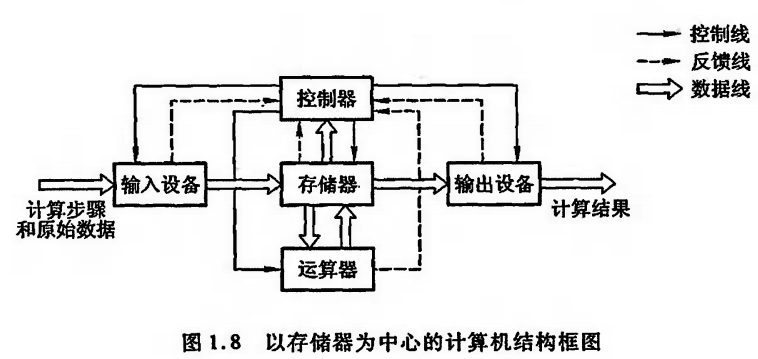 控制线
反馈线
数据线
控制器
输入设备
存储器
输出设备
计算步骤
和原始数据
计算结果
运算器
图 1.8 以存储器为中心的计算机结构框图